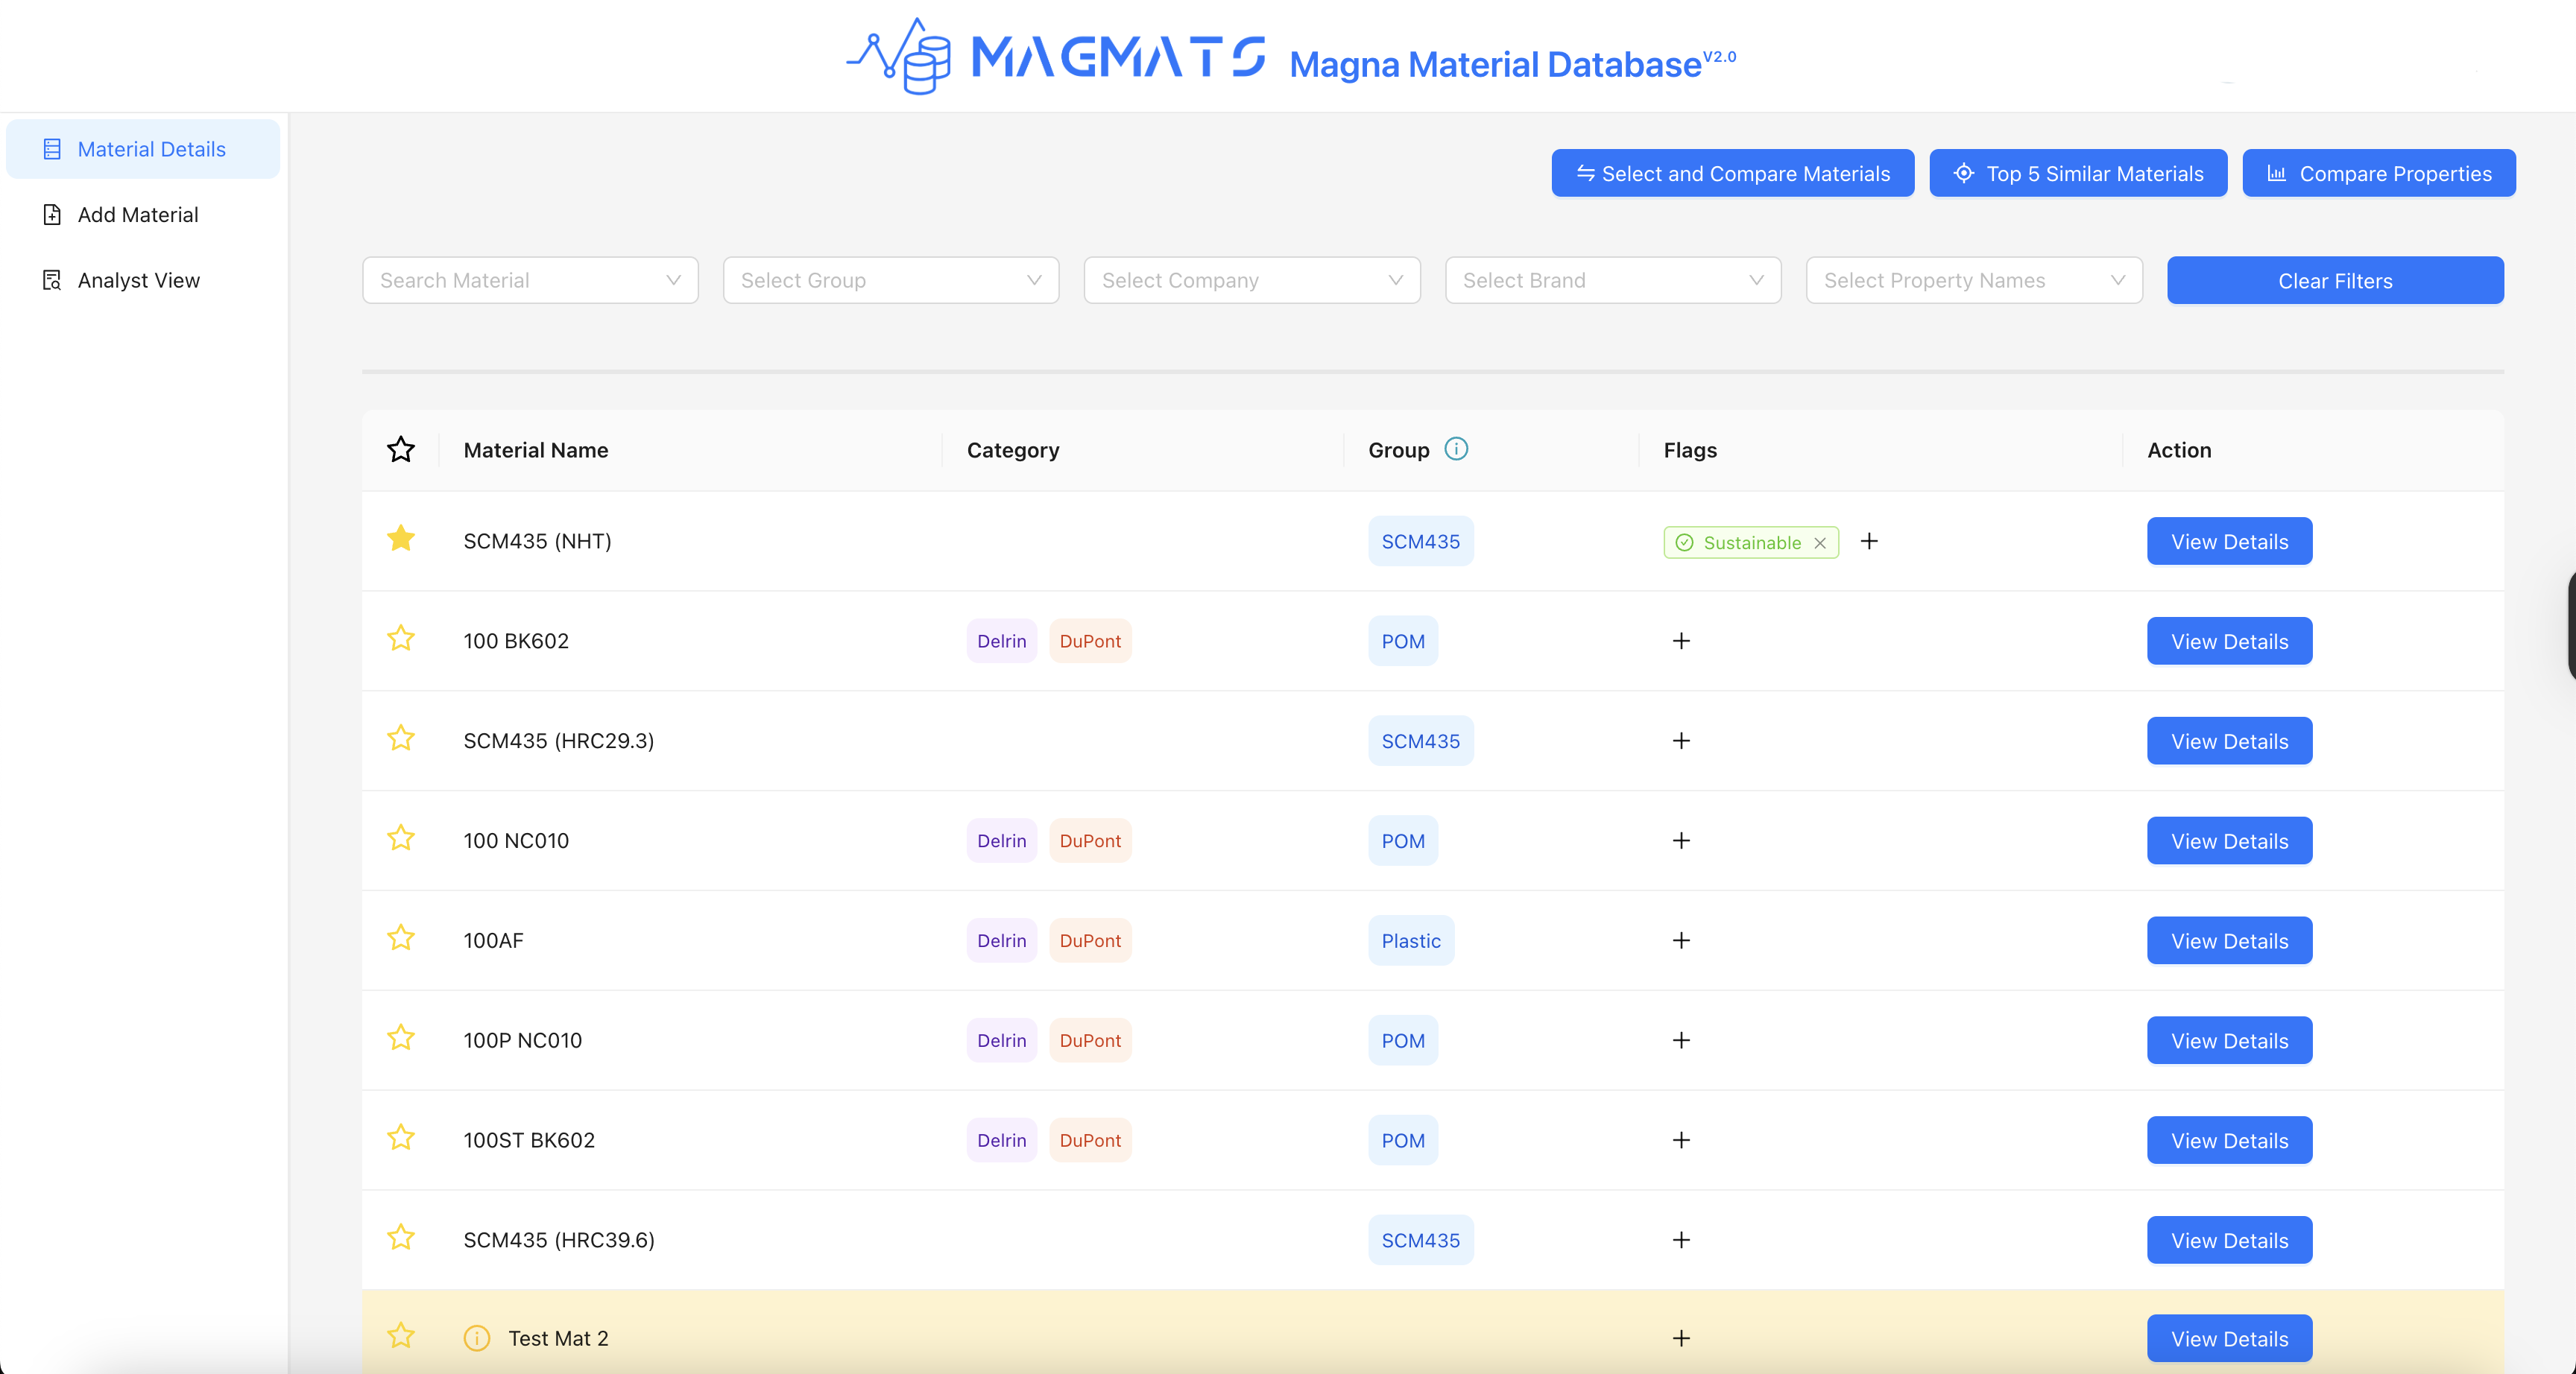 MAGMATS Magna Material Database V2.0
Material Details
Add Material
Analyst View
Select and Compare Materials Top 5 Similar Materials Compare Properties
Search Material Select Group Select Company Select Brand Select Property Names Clear Filters
Material Name Category Group Flags Action
SCM435 (NHT) SCM435 Sustainable View Details
100 BK602 Delrin DuPont POM View Details
SCM435 (HRC29.3) SCM435 View Details
100 NC010 Delrin DuPont POM View Details
100AF Delrin DuPont Plastic View Details
100P NC010 Delrin DuPont POM View Details
100ST BK602 Delrin DuPont POM View Details
SCM435 (HRC39.6) SCM435 View Details
Test Mat 2 View Details